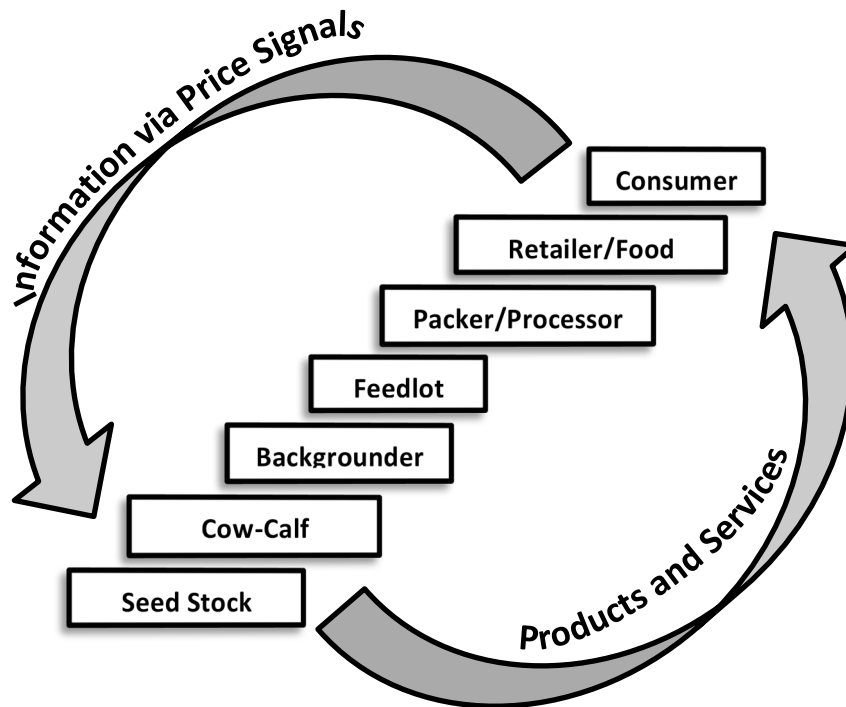 Information via Price Signals
Consumer
Retailer/Food
Packer/Processor
Feedlot
Backgrounder
Cow-Calf
Seed Stock
Products and Services